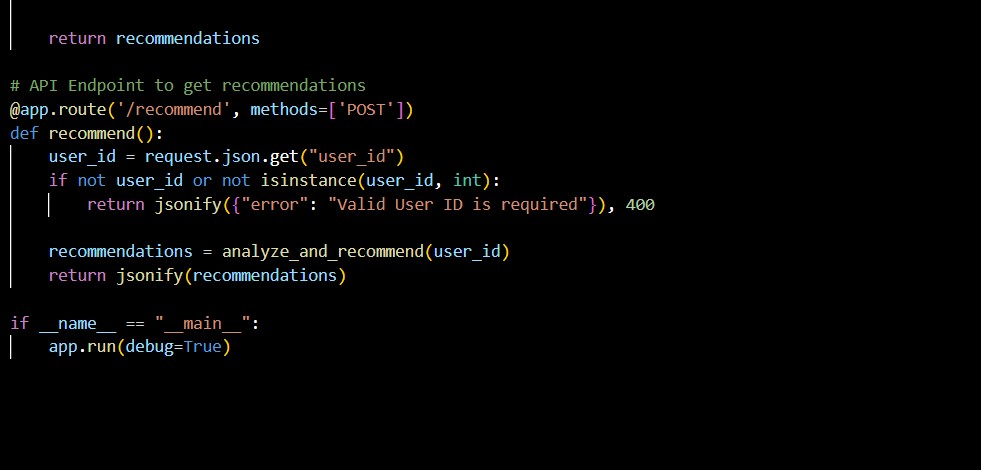 return recommendations
# API Endpoint to get recommendations
@app.route('/recommend', methods=['POST'])
def recommend():
    user_id = request.json.get("user_id")
    if not user_id or not isinstance(user_id, int):
        return jsonify({"error": "Valid User ID is required"}), 400
    recommendations = analyze_and_recommend(user_id)
    return jsonify(recommendations)
if __name__ == "__main__":
    app.run(debug=True)